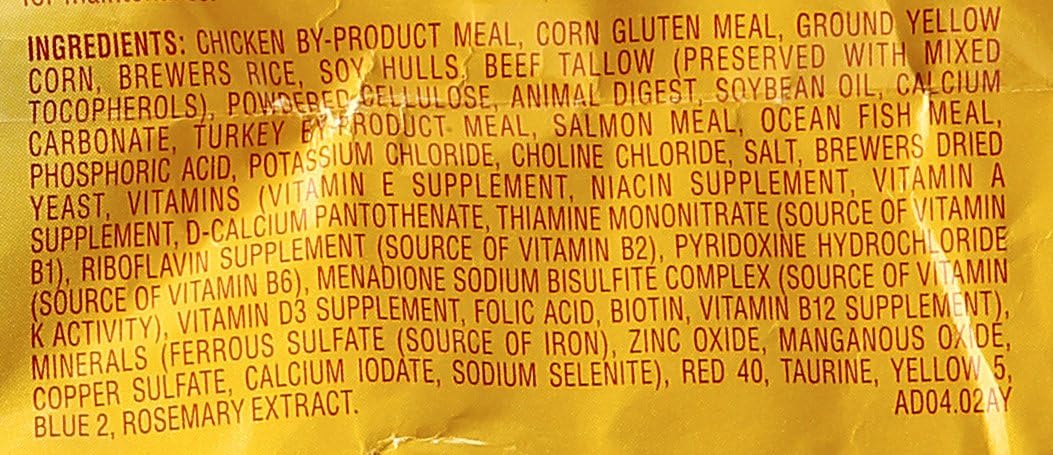 INGREDIENTS: CHICKEN BY-PRODUCT MEAL, CORN GLUTEN MEAL, GROUND YELLOW
CORN, BREWERS RICE, SOY HULLS, BEEF TALLOW (PRESERVED WITH MIXED
TOCOPHEROLS), POWDERED CELLULOSE, ANIMAL DIGEST, SOYBEAN OIL, CALCIUM
CARBONATE, TURKEY BY-PRODUCT MEAL, SALMON MEAL, OCEAN FISH MEAL,
PHOSPHORIC ACID, POTASSIUM CHLORIDE, CHOLINE CHLORIDE, SALT, BREWERS DRIED
YEAST, VITAMINS (VITAMIN E SUPPLEMENT, NIACIN SUPPLEMENT, VITAMIN A
SUPPLEMENT, D-CALCIUM PANTOTHENATE, THIAMINE MONONITRATE (SOURCE OF VITAMIN
B1), RIBOFLAVIN SUPPLEMENT (SOURCE OF VITAMIN B2), PYRIDOXINE HYDROCHLORIDE
(SOURCE OF VITAMIN B6), MENADIONE SODIUM BISULFITE COMPLEX (SOURCE OF VITAMIN
K ACTIVITY), VITAMIN D3 SUPPLEMENT, FOLIC ACID, BIOTIN, VITAMIN B12 SUPPLEMENT),
MINERALS (FERROUS SULFATE (SOURCE OF IRON), ZINC OXIDE, MANGANOUS OXIDE,
COPPER SULFATE, CALCIUM IODATE, SODIUM SELENITE), RED 40, TAURINE, YELLOW 5,
BLUE 2, ROSEMARY EXTRACT. AD04.02AY